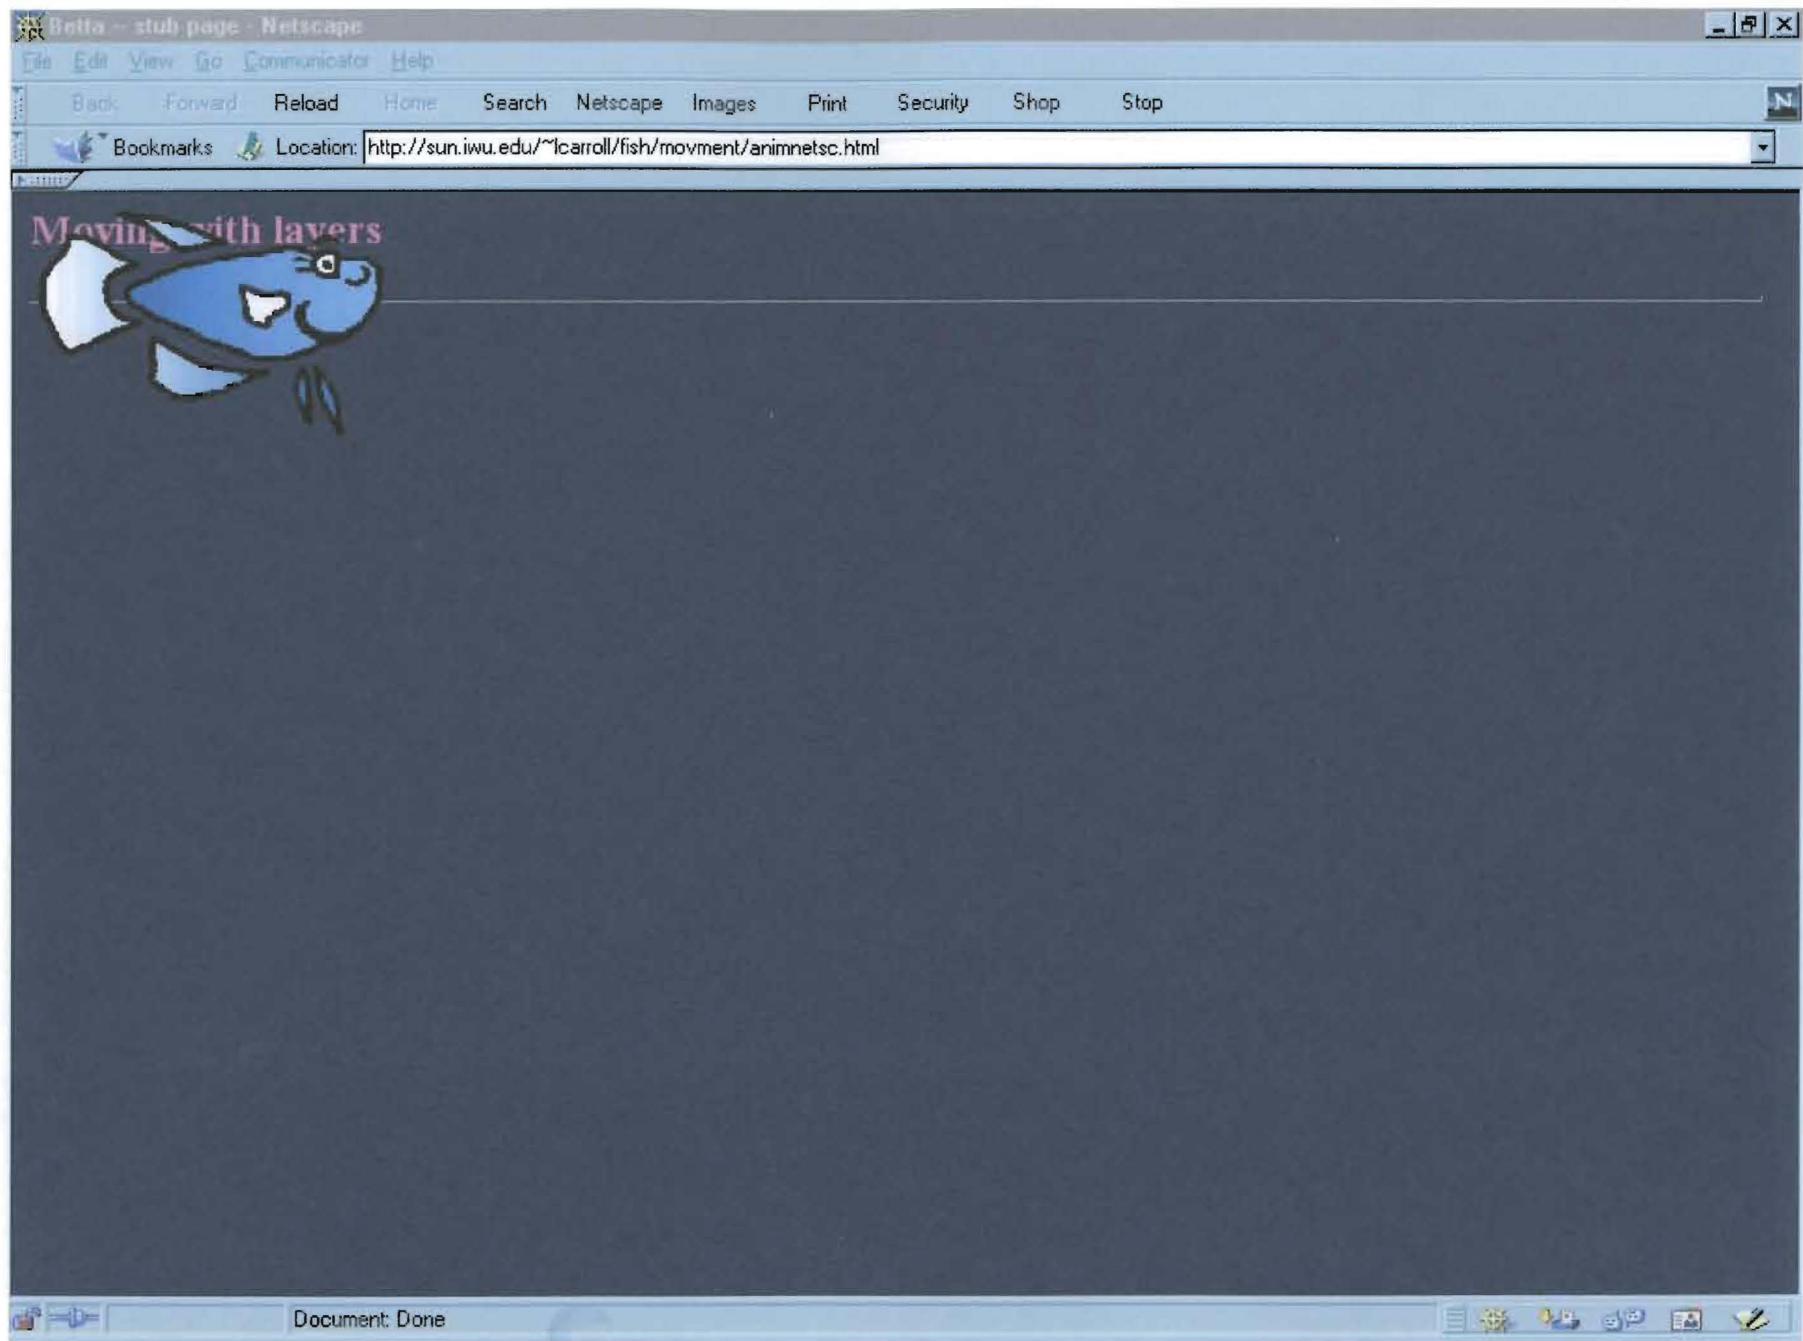 Betta -- stub page - Netscape
File Edit View Go Communicator Help
Back Forward Reload Home Search Netscape Images Print Security Shop Stop N
Bookmarks Location: http://sun.iwu.edu/~lcarroll/fish/movment/animnetsc.html
Moving with layers
Document: Done